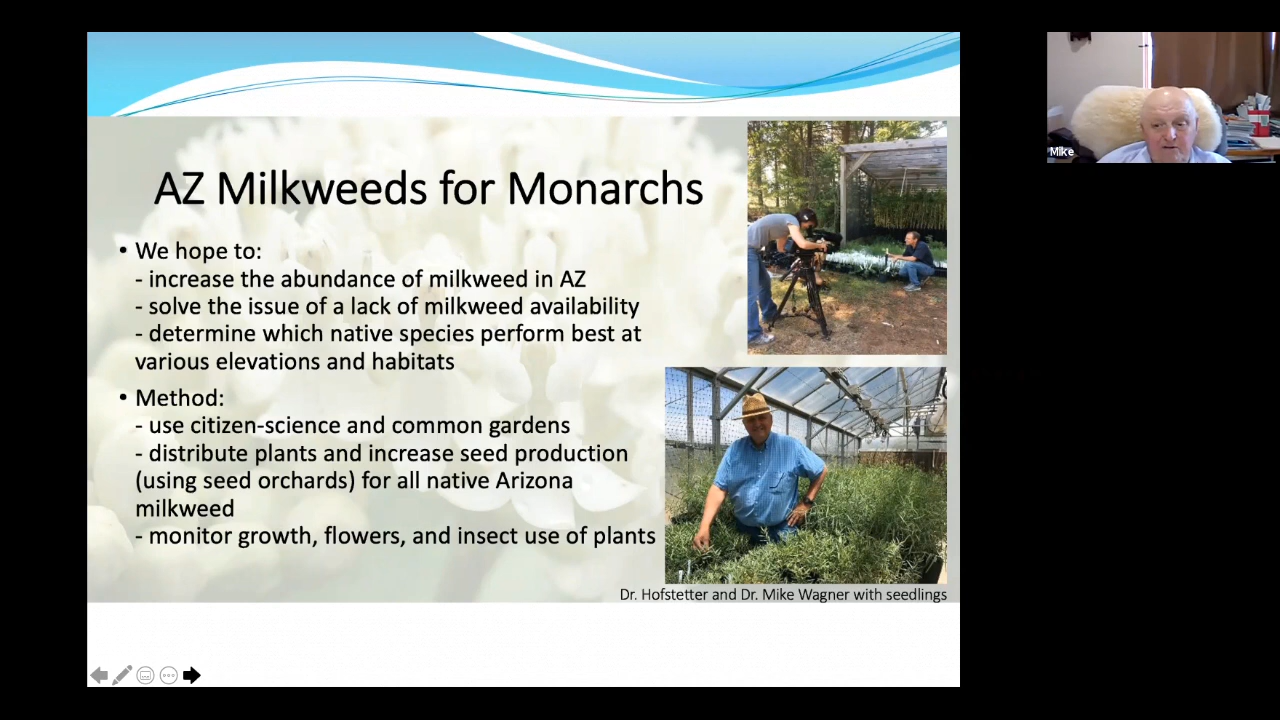 AZ Milkweeds for Monarchs
• We hope to:
- increase the abundance of milkweed in AZ
- solve the issue of a lack of milkweed availability
- determine which native species perform best at
various elevations and habitats
• Method:
- use citizen-science and common gardens
- distribute plants and increase seed production
(using seed orchards) for all native Arizona
milkweed
- monitor growth, flowers, and insect use of plants
Dr. Hofstetter and Dr. Mike Wagner with seedlings
Mike